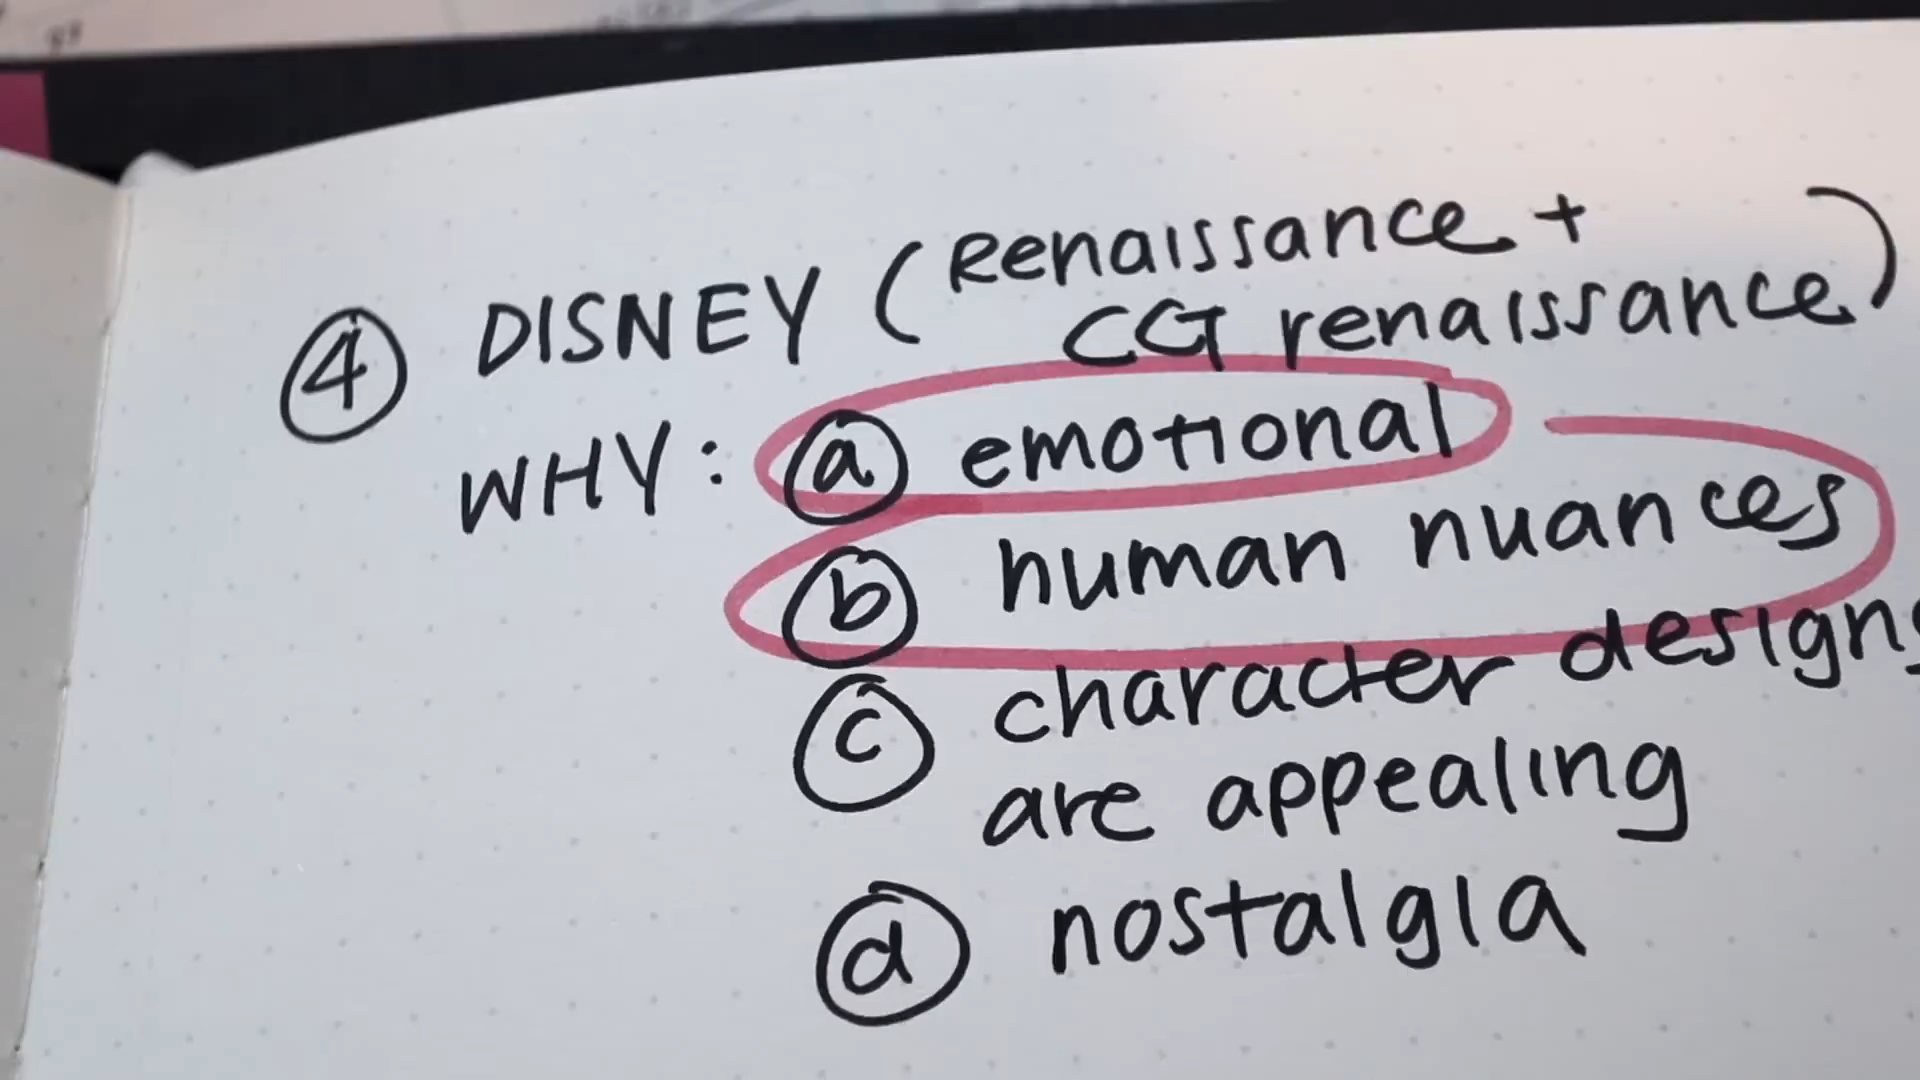 ④ DISNEY (Renaissance +
CG renaissance)
WHY: ⓐ emotional
ⓑ human nuances
ⓒ character designs
are appealing
ⓓ nostalgia